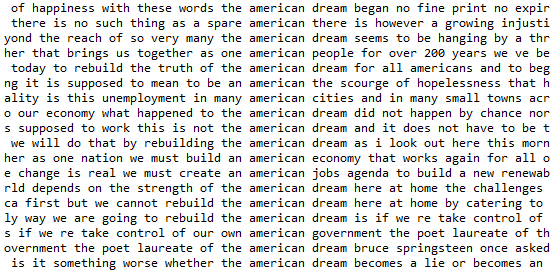 of happiness with these words the american dream began no fine print no expir
there is no such thing as a spare american there is however a growing injusti
yond the reach of so very many the american dream seems to be hanging by a thr
her that brings us together as one american people for over 200 years we ve be
today to rebuild the truth of the american dream for all americans and to beg
ng it is supposed to mean to be an american the scourge of hopelessness that h
ality is this unemployment in many american cities and in many small towns acr
o our economy what happened to the american dream did not happen by chance nor
s supposed to work this is not the american dream and it does not have to be t
we will do that by rebuilding the american dream as i look out here this morn
her as one nation we must build an american economy that works again for all o
e change is real we must create an american jobs agenda to build a new renewab
rld depends on the strength of the american dream here at home the challenges
ca first but we cannot rebuild the american dream here at home by catering to
ly way we are going to rebuild the american dream is if we re take control of
s if we re take control of our own american government the poet laureate of th
overnment the poet laureate of the american dream bruce springsteen once asked
is it something worse whether the american dream becomes a lie or becomes an